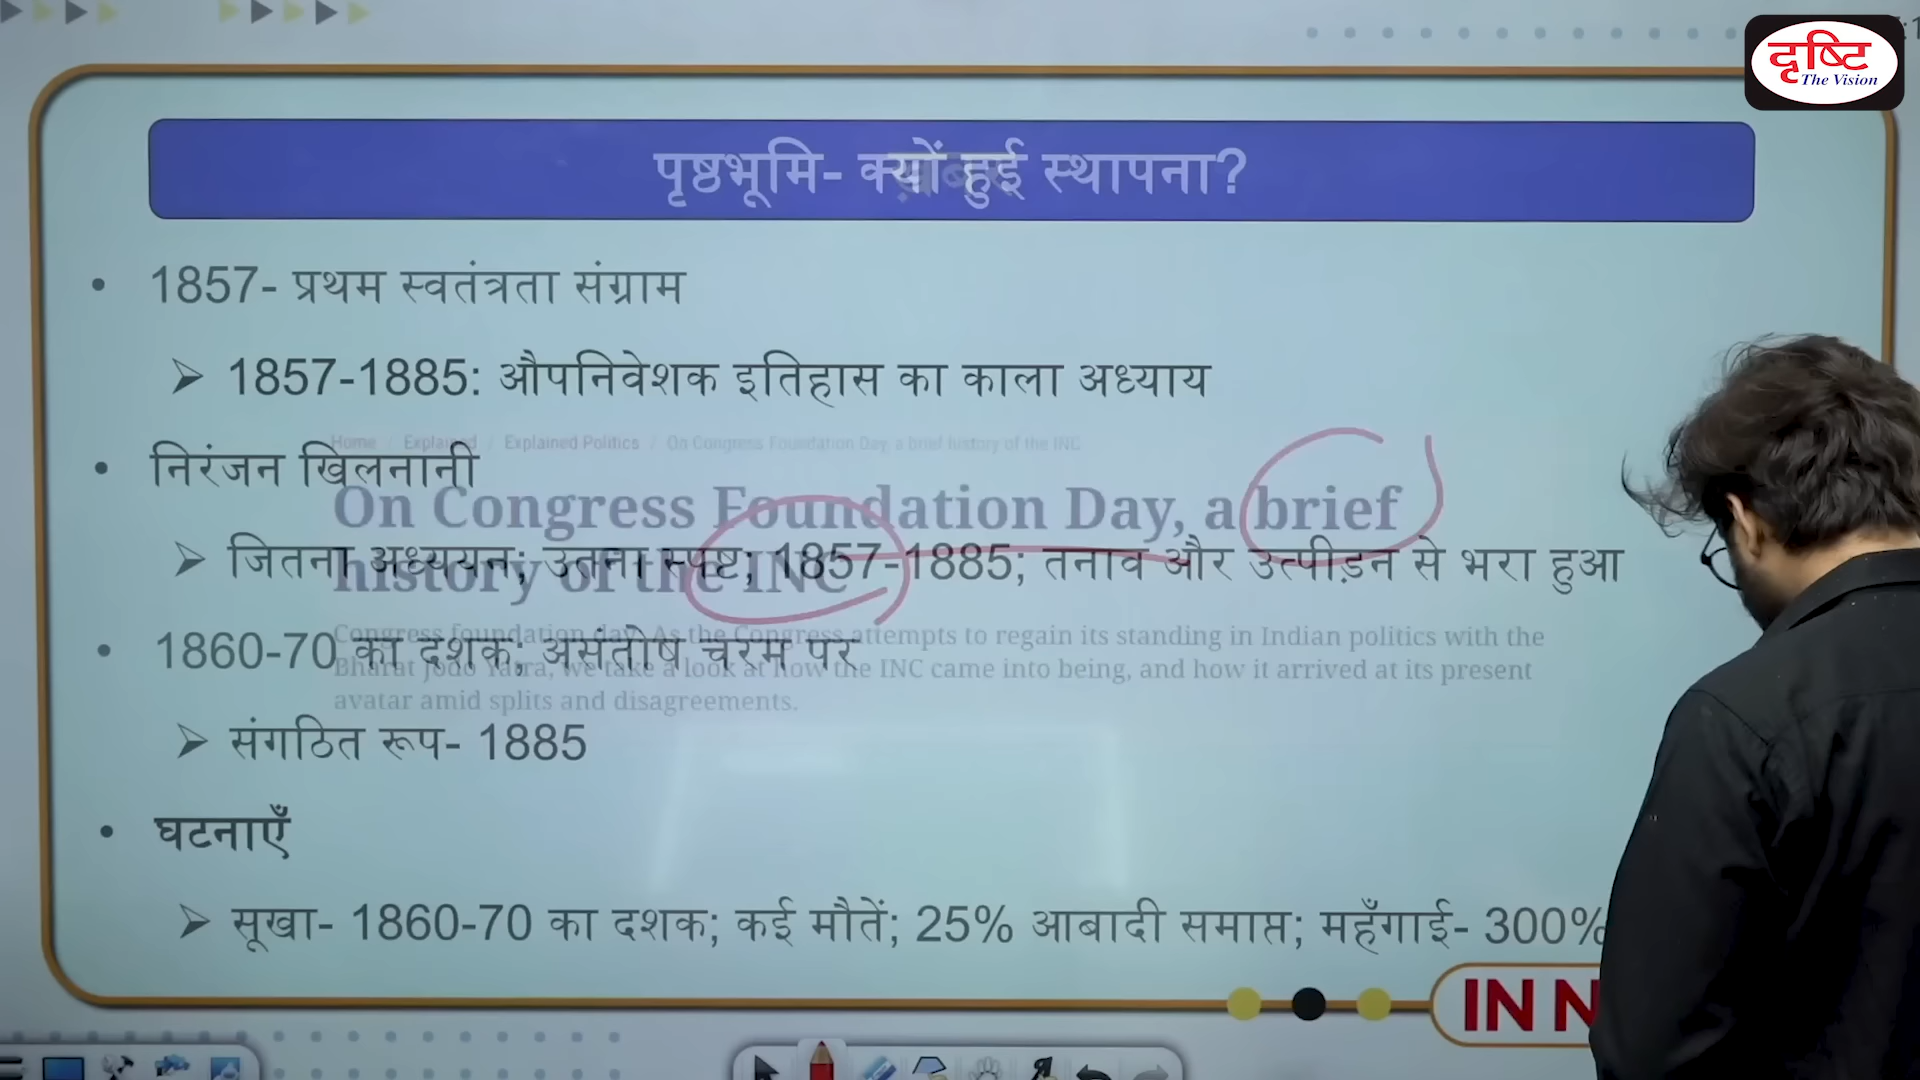 दृष्टि
The Vision
पृष्ठभूमि- क्यों हुई स्थापना?
• 1857- प्रथम स्वतंत्रता संग्राम
➢ 1857-1885: औपनिवेशक इतिहास का काला अध्याय
Home / Explained / Explained Politics / On Congress Foundation Day, a brief history of the INC
• निरंजन खिलनानी
On Congress Foundation Day, a brief
➢ जितना अध्ययन; उतना स्पष्ट; 1857-1885; तनाव और उत्पीड़न से भरा हुआ
history of the INC
Congress foundation day: As the Congress attempts to regain its standing in Indian politics with the
• 1860-70 का दशक; असंतोष चरम पर
Bharat Jodo Yatra, we take a look at how the INC came into being, and how it arrived at its present
avatar amid splits and disagreements.
➢ संगठित रूप- 1885
• घटनाएँ
➢ सूखा- 1860-70 का दशक; कई मौतें; 25% आबादी समाप्त; महँगाई- 300%
IN N